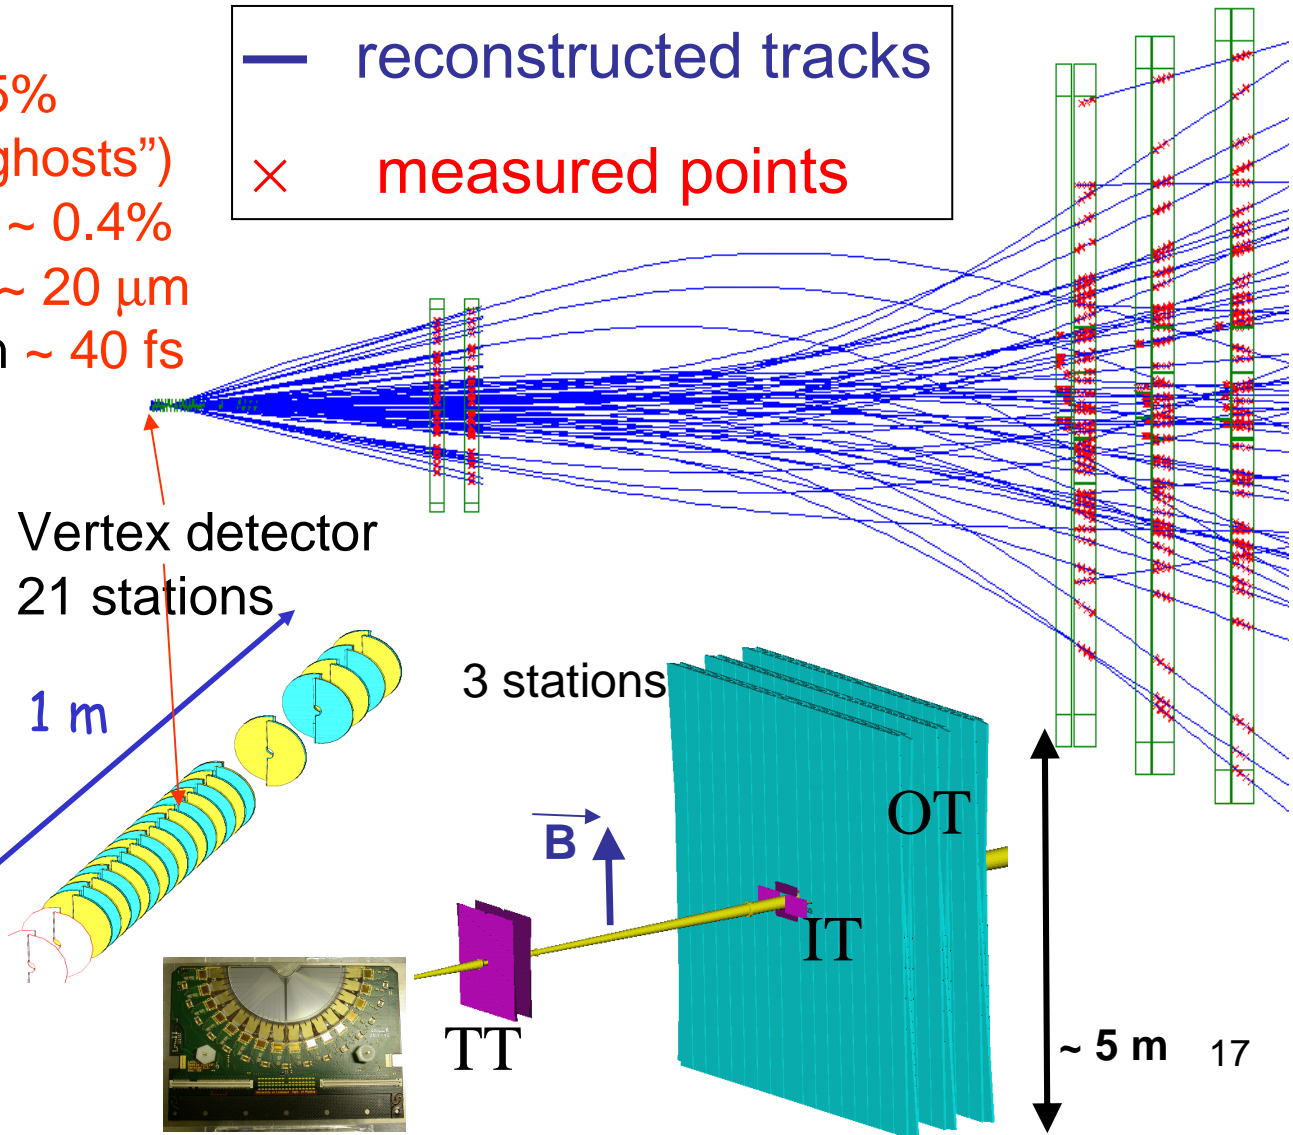 reconstructed tracks
measured points
5%
ghosts”)
~ 0.4%
~ 20 μm
n ~ 40 fs
Vertex detector
21 stations
1 m
3 stations
B
OT
IT
TT
~ 5 m
17